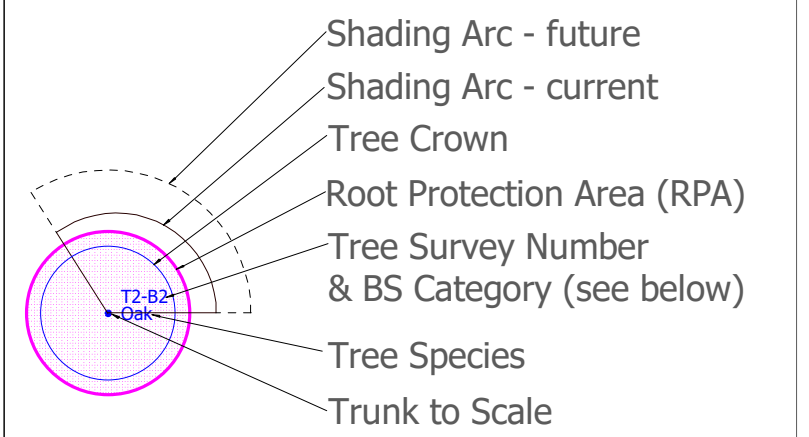 Shading Arc - future
Shading Arc - current
Tree Crown
Root Protection Area (RPA)
Tree Survey Number
& BS Category (see below)
T2-B2
Oak
Tree Species
Trunk to Scale